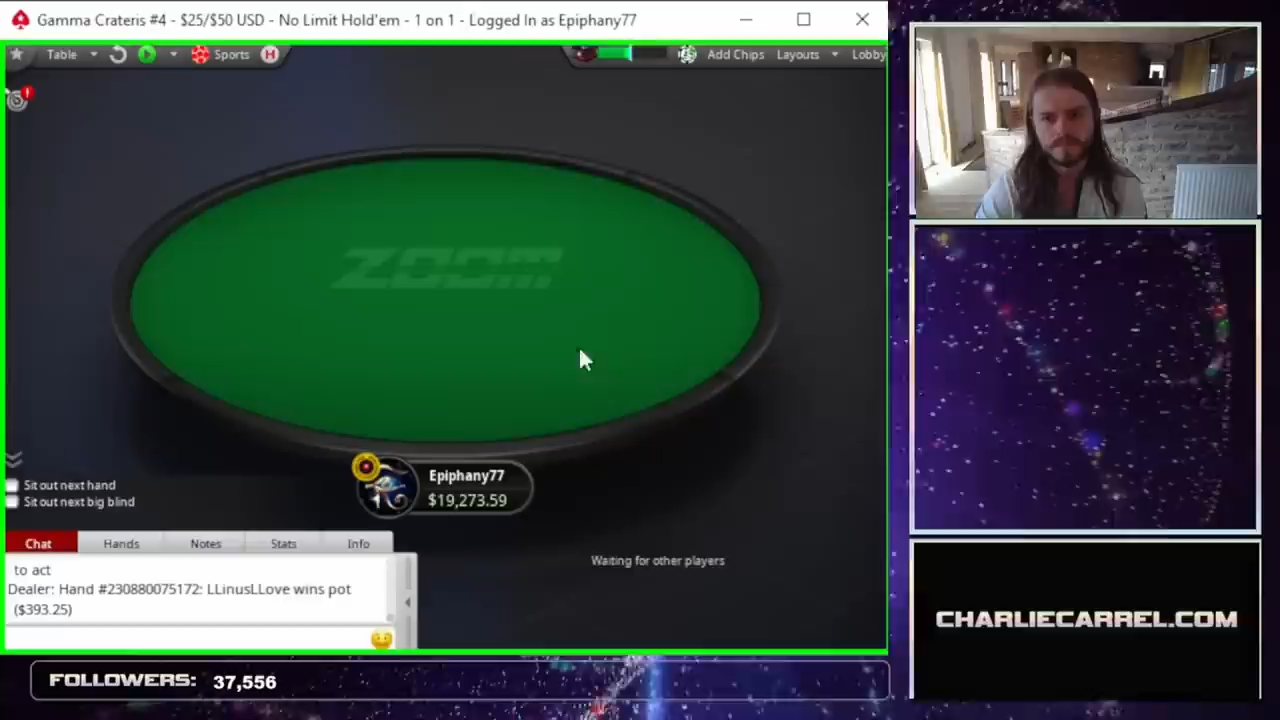 Gamma Crateris #4 - $25/$50 USD - No Limit Hold'em - 1 on 1 - Logged In as Epiphany77
Table
Sports
H
Add Chips
Layouts
Lobby
ZOOM
Epiphany77
$19,273.59
Sit out next hand
Sit out next big blind
Chat
Hands
Notes
Stats
Info
Waiting for other players
to act
Dealer: Hand #230880075172: LLinusLLove wins pot
($393.25)
CHARLIECARREL.COM
FOLLOWERS: 37,556